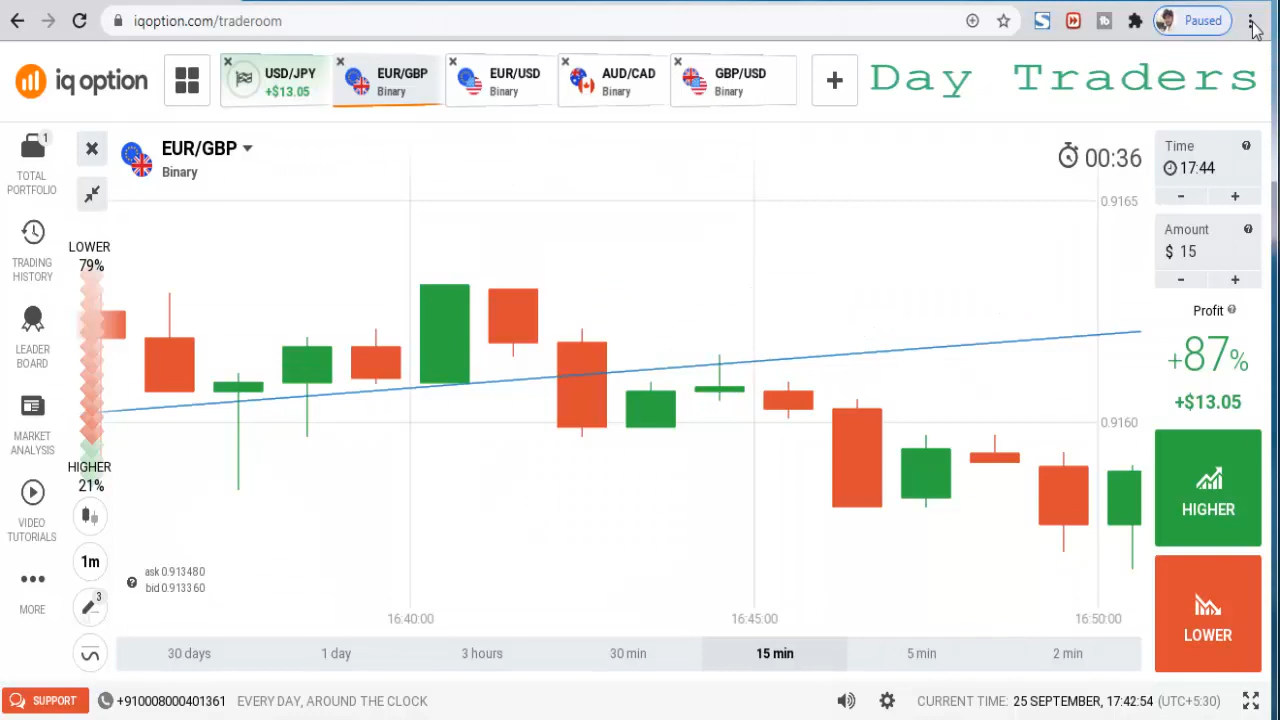 iqoption.com/traderoom
Paused
iq option
USD/JPY
+$13.05
EUR/GBP
Binary
EUR/USD
Binary
AUD/CAD
Binary
GBP/USD
Binary
+
Day Traders
1
TOTAL
PORTFOLIO
TRADING
HISTORY
LEADER
BOARD
MARKET
ANALYSIS
VIDEO
TUTORIALS
MORE
LOWER
79%
HIGHER
21%
1m
3
EUR/GBP
Binary
00:36
0.9165
0.9160
ask 0.913480
bid 0.913360
16:40:00
16:45:00
16:50:00
30 days
1 day
3 hours
30 min
15 min
5 min
2 min
Time
17:44
- +
Amount
$ 15
- +
Profit
+87%
+$13.05
HIGHER
LOWER
SUPPORT
+910008000401361
EVERY DAY, AROUND THE CLOCK
CURRENT TIME: 25 SEPTEMBER, 17:42:54 (UTC+5:30)